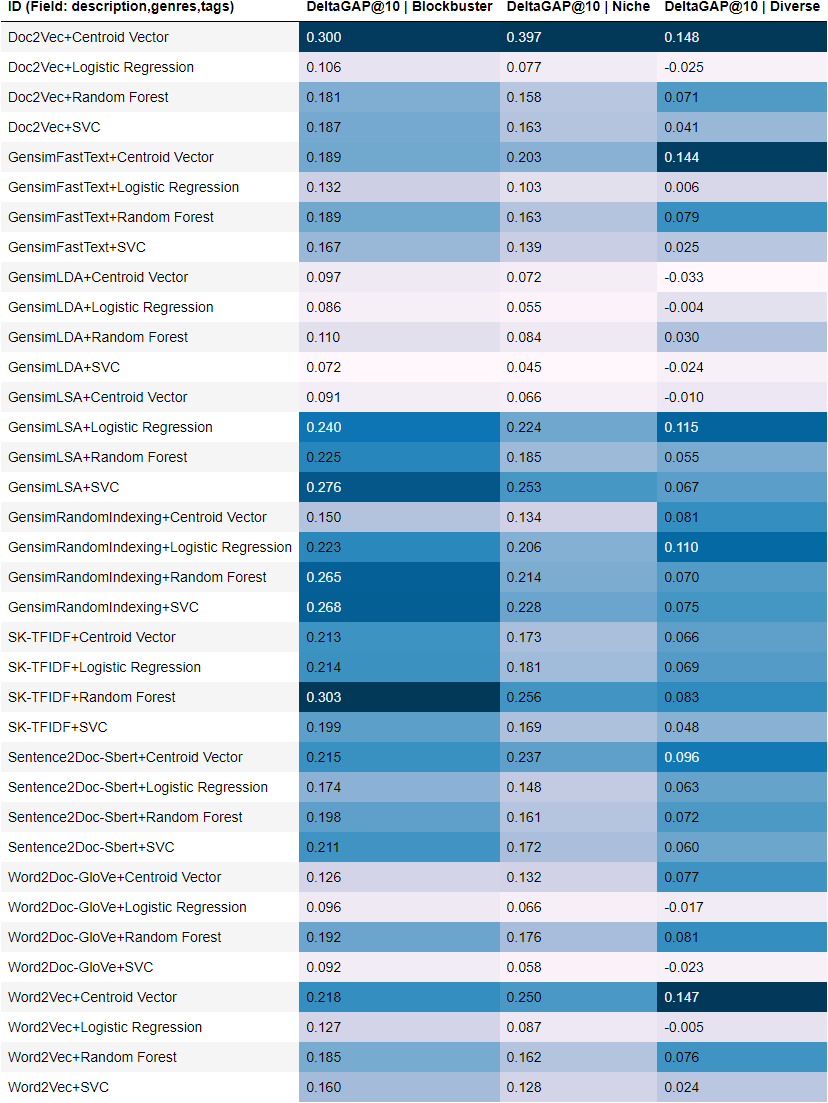 ID (Field: description,genres,tags) DeltaGAP@10 | Blockbuster DeltaGAP@10 | Niche DeltaGAP@10 | Diverse
Doc2Vec+Centroid Vector 0.300 0.397 0.148
Doc2Vec+Logistic Regression 0.106 0.077 -0.025
Doc2Vec+Random Forest 0.181 0.158 0.071
Doc2Vec+SVC 0.187 0.163 0.041
GensimFastText+Centroid Vector 0.189 0.203 0.144
GensimFastText+Logistic Regression 0.132 0.103 0.006
GensimFastText+Random Forest 0.189 0.163 0.079
GensimFastText+SVC 0.167 0.139 0.025
GensimLDA+Centroid Vector 0.097 0.072 -0.033
GensimLDA+Logistic Regression 0.086 0.055 -0.004
GensimLDA+Random Forest 0.110 0.084 0.030
GensimLDA+SVC 0.072 0.045 -0.024
GensimLSA+Centroid Vector 0.091 0.066 -0.010
GensimLSA+Logistic Regression 0.240 0.224 0.115
GensimLSA+Random Forest 0.225 0.185 0.055
GensimLSA+SVC 0.276 0.253 0.067
GensimRandomIndexing+Centroid Vector 0.150 0.134 0.081
GensimRandomIndexing+Logistic Regression 0.223 0.206 0.110
GensimRandomIndexing+Random Forest 0.265 0.214 0.070
GensimRandomIndexing+SVC 0.268 0.228 0.075
SK-TFIDF+Centroid Vector 0.213 0.173 0.066
SK-TFIDF+Logistic Regression 0.214 0.181 0.069
SK-TFIDF+Random Forest 0.303 0.256 0.083
SK-TFIDF+SVC 0.199 0.169 0.048
Sentence2Doc-Sbert+Centroid Vector 0.215 0.237 0.096
Sentence2Doc-Sbert+Logistic Regression 0.174 0.148 0.063
Sentence2Doc-Sbert+Random Forest 0.198 0.161 0.072
Sentence2Doc-Sbert+SVC 0.211 0.172 0.060
Word2Doc-GloVe+Centroid Vector 0.126 0.132 0.077
Word2Doc-GloVe+Logistic Regression 0.096 0.066 -0.017
Word2Doc-GloVe+Random Forest 0.192 0.176 0.081
Word2Doc-GloVe+SVC 0.092 0.058 -0.023
Word2Vec+Centroid Vector 0.218 0.250 0.147
Word2Vec+Logistic Regression 0.127 0.087 -0.005
Word2Vec+Random Forest 0.185 0.162 0.076
Word2Vec+SVC 0.160 0.128 0.024